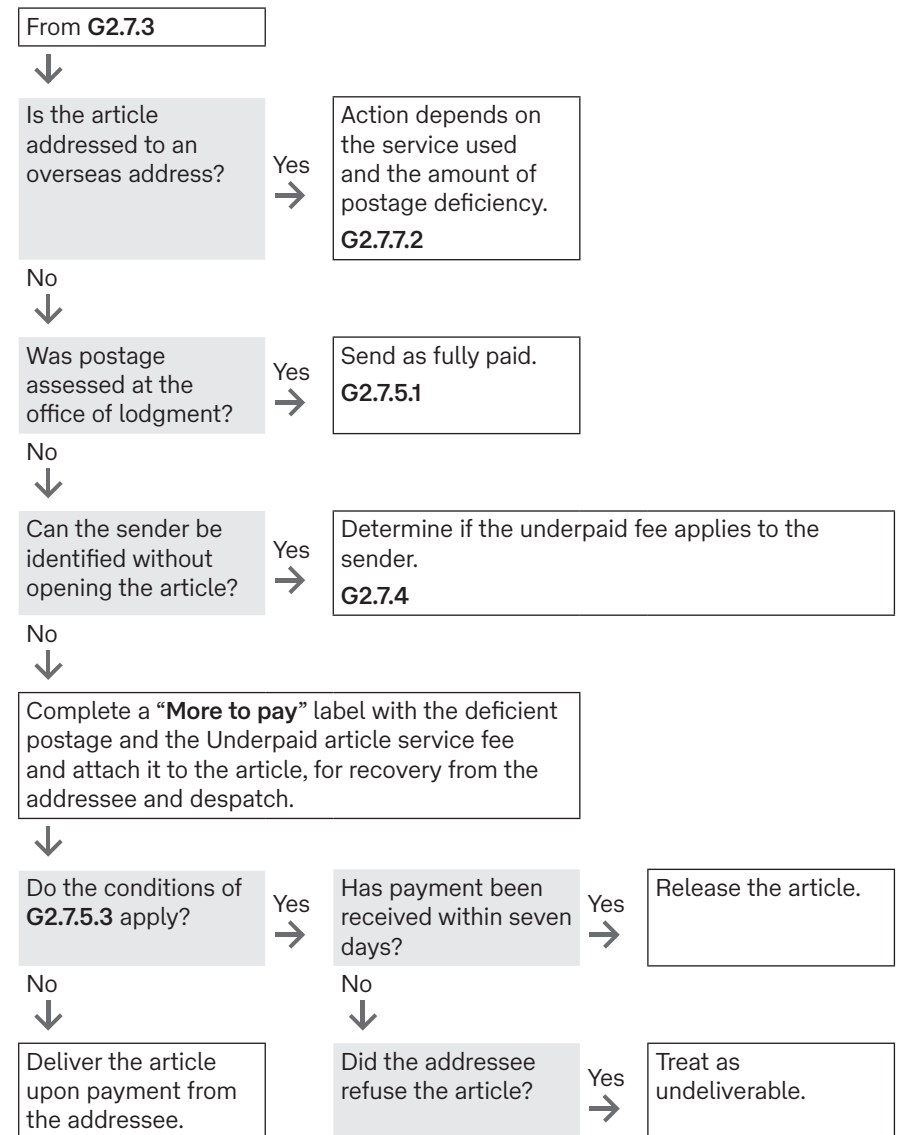 From G2.7.3
Is the article
addressed to an
overseas address?
Yes
Action depends on
the service used
and the amount of
postage deficiency.
G2.7.7.2
No
Was postage
assessed at the
office of lodgment?
Yes
Send as fully paid.
G2.7.5.1
No
Can the sender be
identified without
opening the article?
Yes
Determine if the underpaid fee applies to the
sender.
G2.7.4
No
Complete a “More to pay” label with the deficient
postage and the Underpaid article service fee
and attach it to the article, for recovery from the
addressee and despatch.
Do the conditions of
G2.7.5.3 apply?
Yes
Has payment been
received within seven
days?
Yes
Release the article.
No
No
Deliver the article
upon payment from
the addressee.
Did the addressee
refuse the article?
Yes
Treat as
undeliverable.